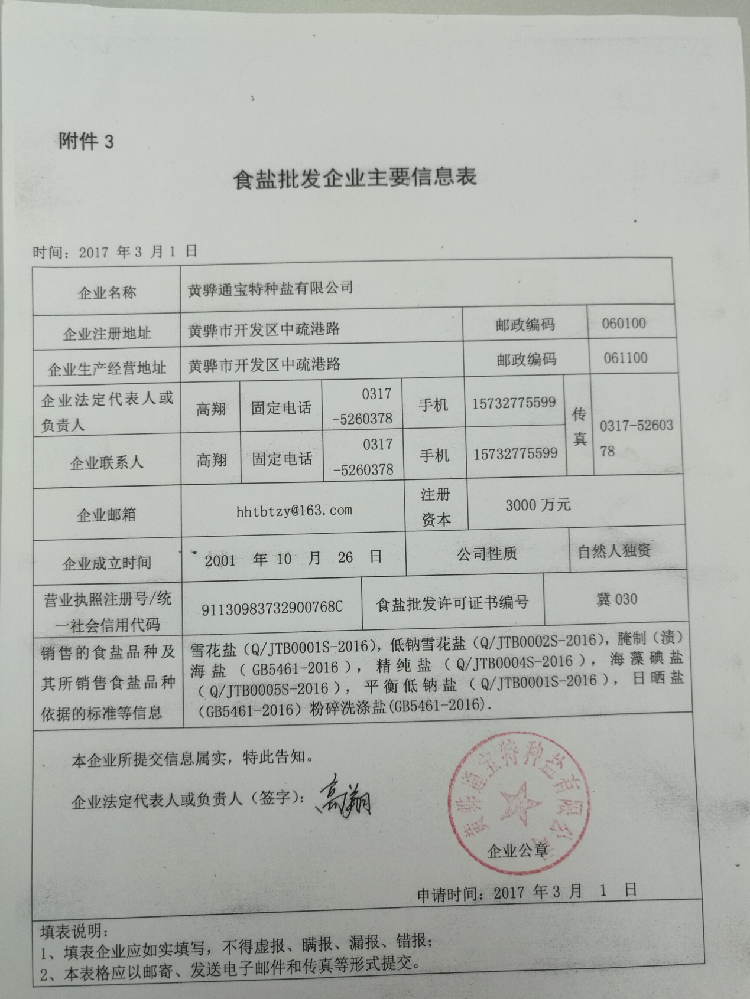 附件 3
食盐批发企业主要信息表
时间：2017 年 3 月 1 日
企业名称 黄骅通宝特种盐有限公司
企业注册地址 黄骅市开发区中疏港路 邮政编码 060100
企业生产经营地址 黄骅市开发区中疏港路 邮政编码 061100
企业法定代表人或
负责人
高翔 固定电话
0317
-5260378
手机 15732775599
传
真
0317-52603
78
企业联系人 高翔 固定电话
0317
-5260378
手机 15732775599
企业邮箱 hhtbtzy@163.com
注册
资本
3000 万元
企业成立时间 2001 年 10 月 26 日 公司性质 自然人独资
营业执照注册号/统
一社会信用代码
91130983732900768C 食盐批发许可证书编号 冀 030
销售的食盐品种及
其所销售食盐品种
依据的标准等信息
雪花盐（Q/JTB0001S-2016），低钠雪花盐（Q/JTB0002S-2016），腌制（渍）
海盐（GB5461-2016），精纯盐（Q/JTB0004S-2016），海藻碘盐
（Q/JTB0005S-2016），平衡低钠盐（Q/JTB0001S-2016），日晒盐
（GB5461-2016）粉碎洗涤盐(GB5461-2016).
本企业所提交信息属实，特此告知。
企业法定代表人或负责人（签字）：高翔
黄骅通宝特种盐有限公司
企业公章
申请时间：2017 年 3 月 1 日
填表说明：
1、填表企业应如实填写，不得虚报、瞒报、漏报、错报；
2、本表格应以邮寄、发送电子邮件和传真等形式提交。